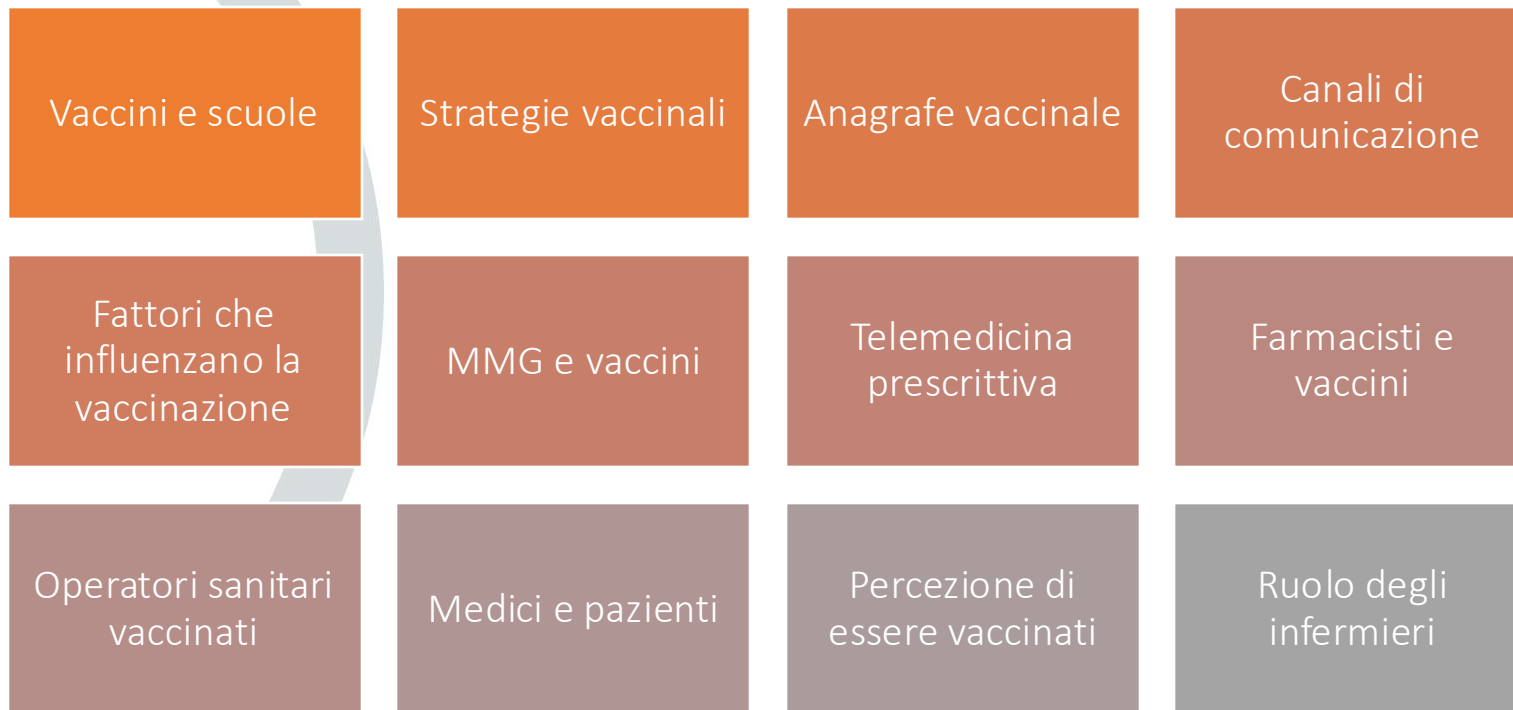 Vaccini e scuole
Strategie vaccinali
Anagrafe vaccinale
Canali di
comunicazione
Fattori che
influenzano la
vaccinazione
MMG e vaccini
Telemedicina
prescrittiva
Farmacisti e
vaccini
Operatori sanitari
vaccinati
Medici e pazienti
Percezione di
essere vaccinati
Ruolo degli
infermieri